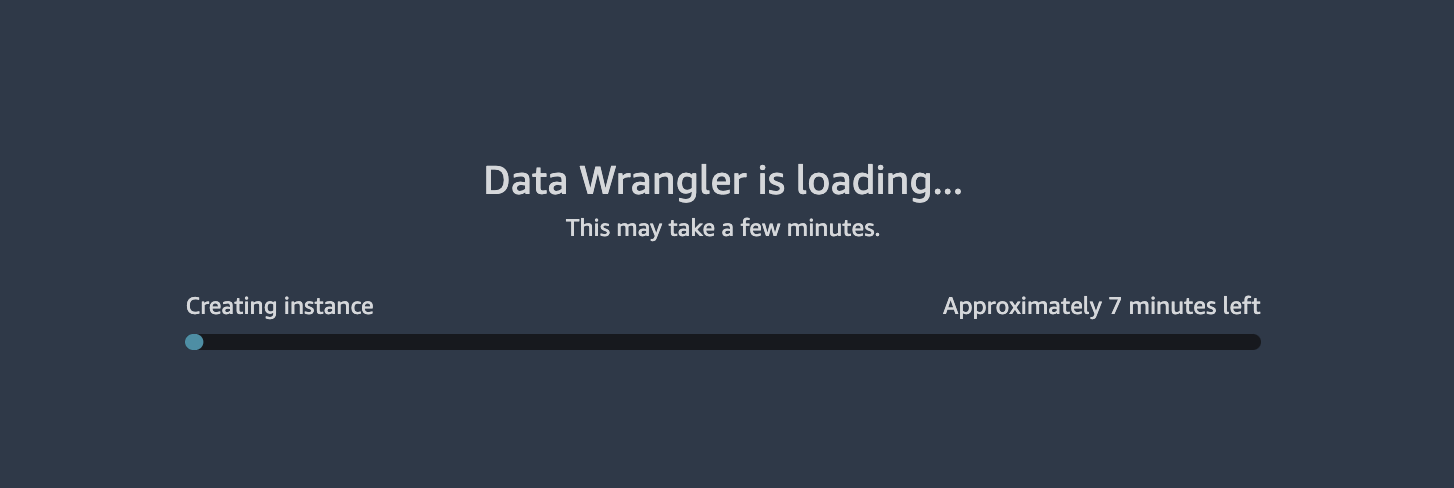 Data Wrangler is loading...
This may take a few minutes.
Creating instance
Approximately 7 minutes left